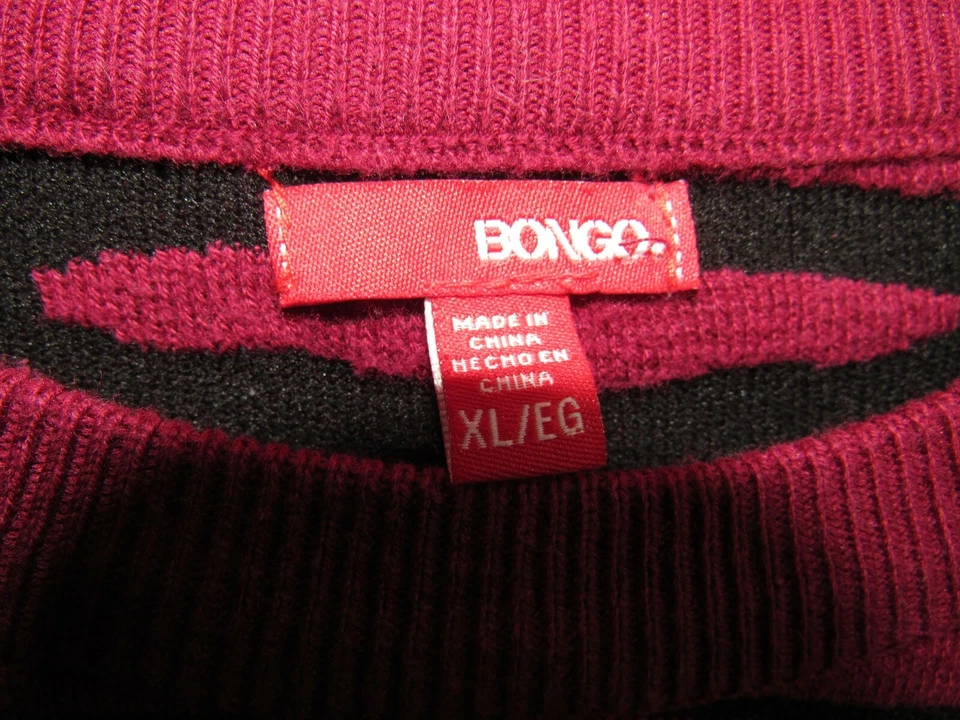 BONGO.
MADE IN
CHINA
HECHO EN
CHINA
XL/EG